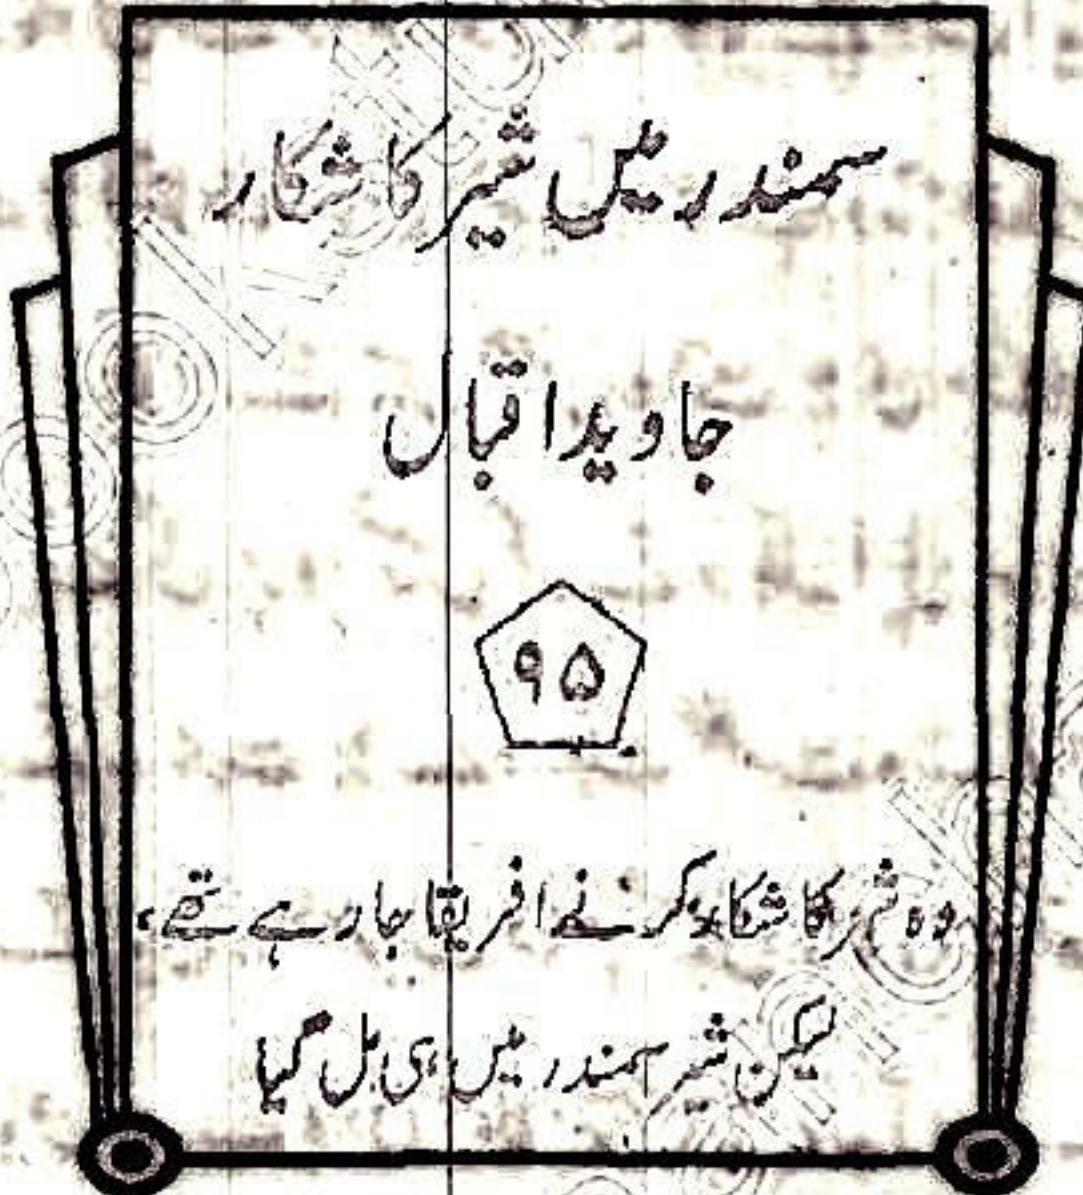 سمندر میں شیر کا شکار
جاوید اقبال
۹۵
وہ شیر کا شکار کرنے افریقا جا رہے تھے،
لیکن شیر سمندر میں ہی مل گیا